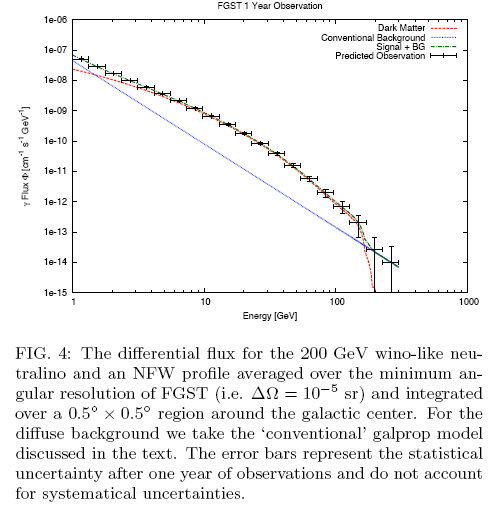 FGST 1 Year Observation
1e-06
1e-07
1e-08
1e-09
1e-10
1e-11
1e-12
1e-13
1e-14
1e-15
γ Flux Φ [cm⁻¹ s⁻¹ GeV⁻¹]
Dark Matter
Conventional Background
Signal + BG
Predicted Observation
1
10
100
1000
Energy [GeV]
FIG. 4: The differential flux for the 200 GeV wino-like neu-
tralino and an NFW profile averaged over the minimum an-
gular resolution of FGST (i.e. ΔΩ = 10⁻⁵ sr) and integrated
over a 0.5° × 0.5° region around the galactic center. For the
diffuse background we take the ‘conventional’ galprop model
discussed in the text. The error bars represent the statistical
uncertainty after one year of observations and do not account
for systematical uncertainties.